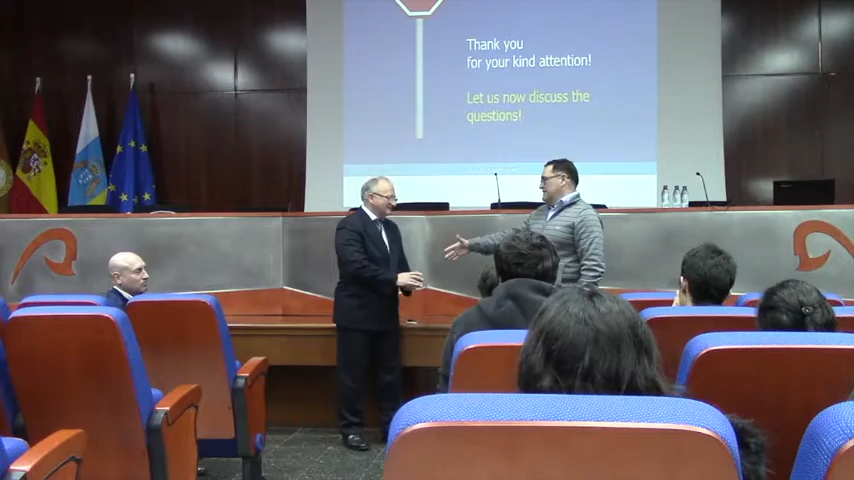 Thank you
for your kind attention!
Let us now discuss the
questions!